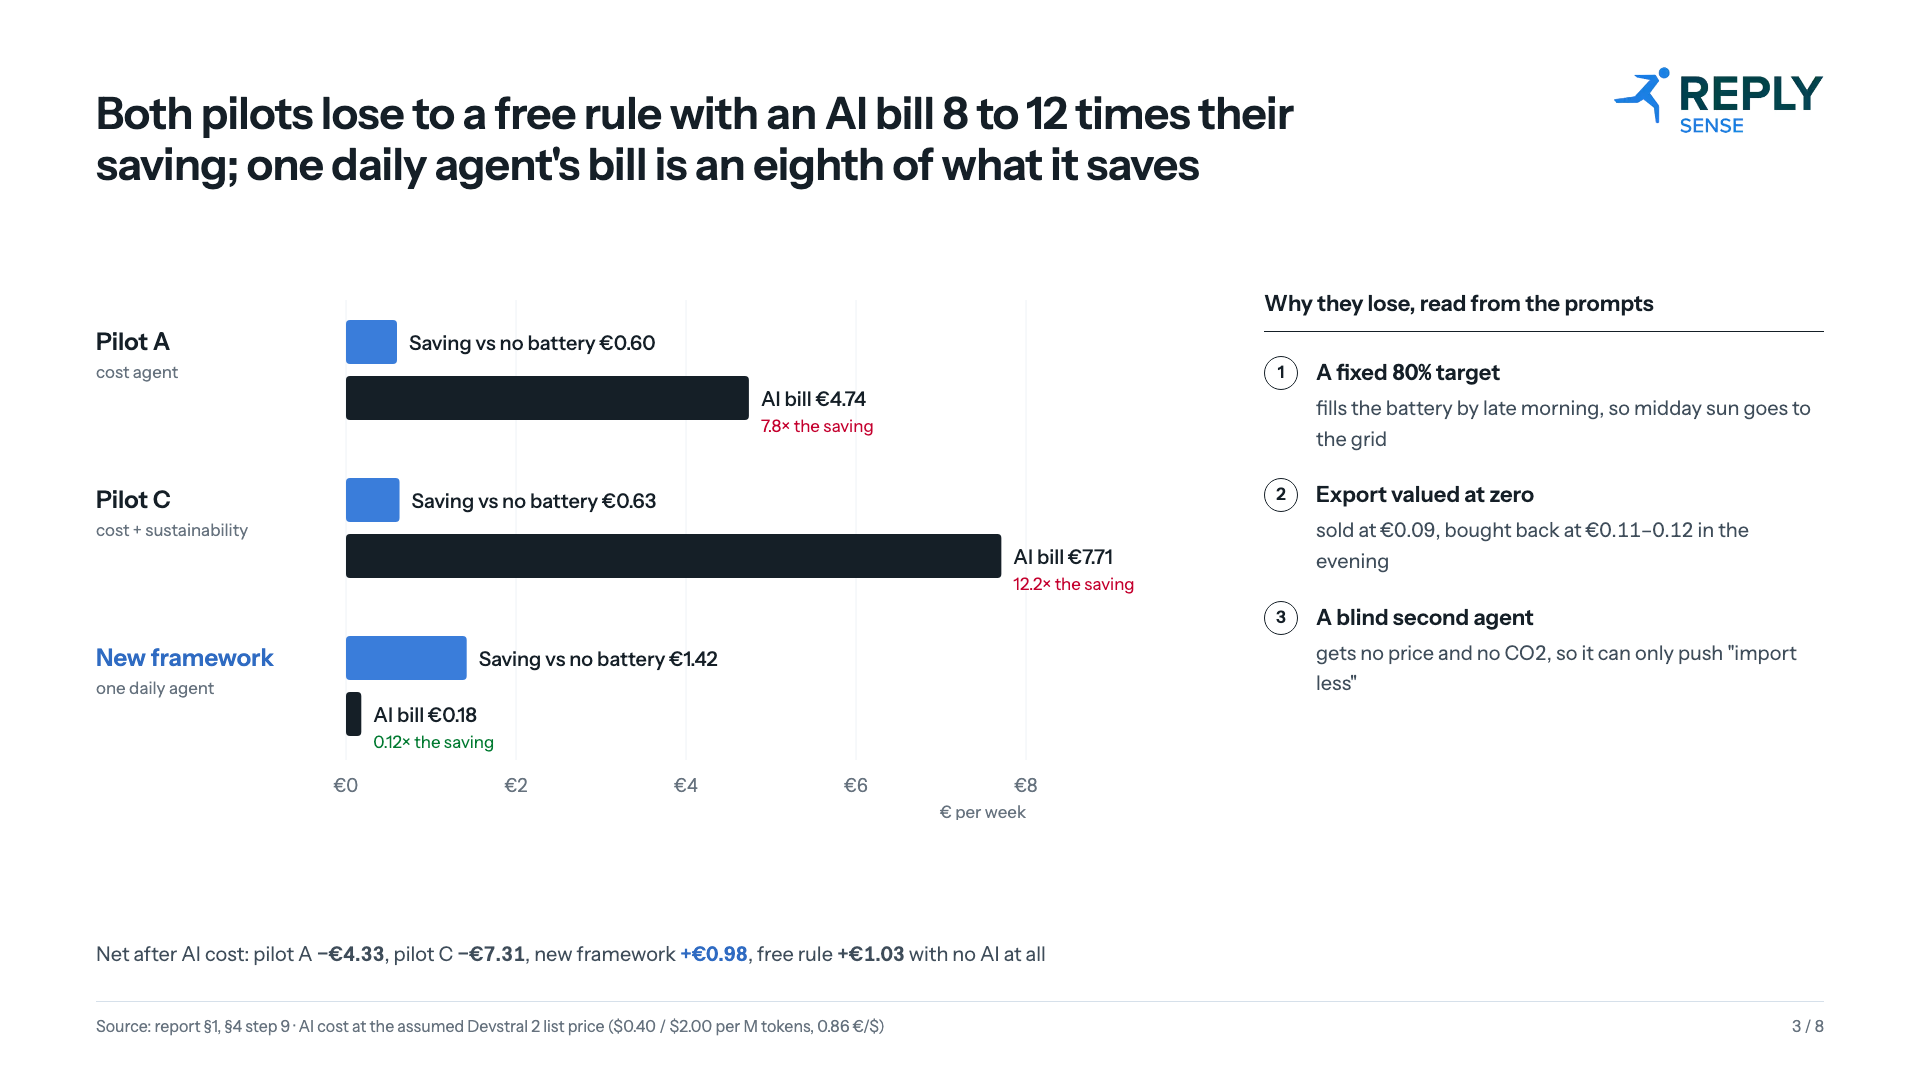 Both pilots lose to a free rule with an AI bill 8 to 12 times their
saving; one daily agent's bill is an eighth of what it saves
REPLY
SENSE
Pilot A
cost agent
Saving vs no battery €0.60
AI bill €4.74
7.8× the saving
Pilot C
cost + sustainability
Saving vs no battery €0.63
AI bill €7.71
12.2× the saving
New framework
one daily agent
Saving vs no battery €1.42
AI bill €0.18
0.12× the saving
€0 €2 €4 €6 €8
€ per week
Why they lose, read from the prompts
1 A fixed 80% target
fills the battery by late morning, so midday sun goes to
the grid
2 Export valued at zero
sold at €0.09, bought back at €0.11–0.12 in the
evening
3 A blind second agent
gets no price and no CO2, so it can only push "import
less"
Net after AI cost: pilot A −€4.33, pilot C −€7.31, new framework +€0.98, free rule +€1.03 with no AI at all
Source: report §1, §4 step 9 · AI cost at the assumed Devstral 2 list price ($0.40 / $2.00 per M tokens, 0.86 €/$)
3 / 8